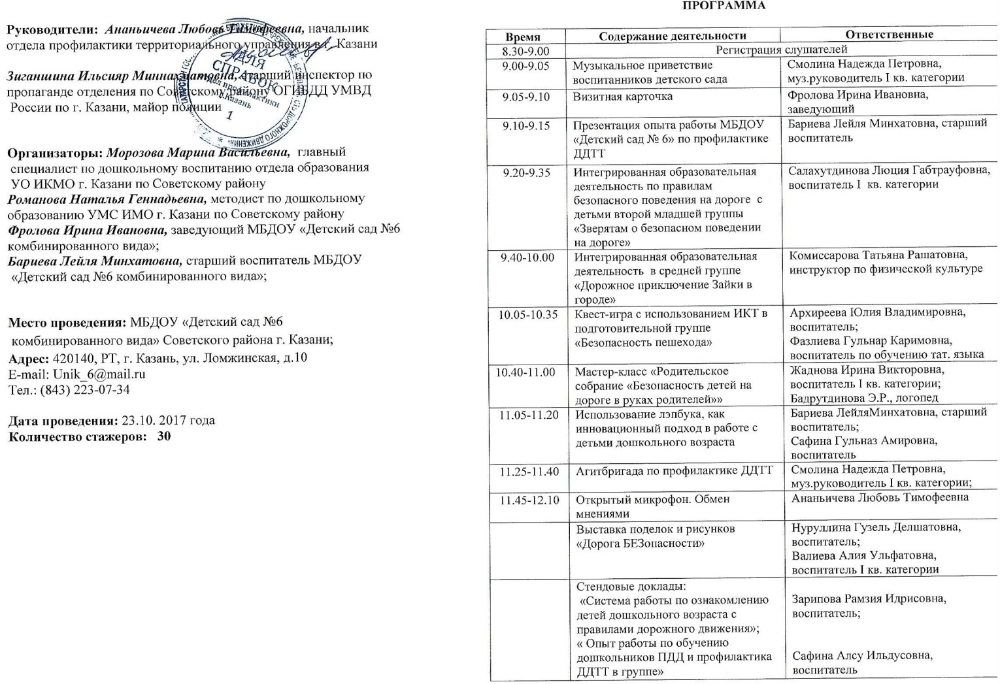 Руководители: Ананьичева Любовь Тимофеевна, начальник
отдела профилактики территориального управления в г. Казани
Зиганшина Ильсияр Миннахматовна, старший инспектор по
пропаганде отделения по Советскому району ОГИБДД УМВД
России по г. Казани, майор полиции
ДЛЯ
СПРАВОК
отдел профилактики
г.Казань
1
Организаторы: Морозова Марина Васильевна, главный
специалист по дошкольному воспитанию отдела образования
УО ИКМО г. Казани по Советскому району
Романова Наталья Геннадьевна, методист по дошкольному
образованию УМС ИМО г. Казани по Советскому району
Фролова Ирина Ивановна, заведующий МБДОУ «Детский сад №6
комбинированного вида»;
Бариева Лейля Минхатовна, старший воспитатель МБДОУ
«Детский сад №6 комбинированного вида»;
Место проведения: МБДОУ «Детский сад №6
комбинированного вида» Советского района г. Казани;
Адрес: 420140, РТ, г. Казань, ул. Ломжинская, д.10
E-mail: Unik_6@mail.ru
Тел.: (843) 223-07-34
Дата проведения: 23.10. 2017 года
Количество стажеров: 30
ПРОГРАММА
Время Содержание деятельности Ответственные
8.30-9.00 Регистрация слушателей
9.00-9.05 Музыкальное приветствие Смолина Надежда Петровна,
воспитанников детского сада муз.руководитель I кв. категории
9.05-9.10 Визитная карточка Фролова Ирина Ивановна,
заведующий
9.10-9.15 Презентация опыта работы МБДОУ Бариева Лейля Минхатовна, старший
«Детский сад № 6» по профилактике воспитатель
ДДТТ
9.20-9.35 Интегрированная образовательная Салахутдинова Люция Габтрауфовна,
деятельность по правилам воспитатель I кв. категории
безопасного поведения на дороге с
детьми второй младшей группы
«Зверятам о безопасном поведении
на дороге»
9.40-10.00 Интегрированная образовательная Комиссарова Татьяна Рашатовна,
деятельность в средней группе инструктор по физической культуре
«Дорожное приключение Зайки в
городе»
10.05-10.35 Квест-игра с использованием ИКТ в Архиреева Юлия Владимировна,
подготовительной группе воспитатель;
«Безопасность пешехода» Фазлиева Гульнар Каримовна,
воспитатель по обучению тат. языка
10.40-11.00 Мастер-класс «Родительское Жаднова Ирина Викторовна,
собрание «Безопасность детей на воспитатель I кв. категории;
дороге в руках родителей»» Бадрутдинова Э.Р., логопед
11.05-11.20 Использование лэпбука, как Бариева ЛейляМинхатовна, старший
инновационный подход в работе с воспитатель;
детьми дошкольного возраста Сафина Гульназ Амировна,
воспитатель
11.25-11.40 Агитбригада по профилактике ДДТТ Смолина Надежда Петровна,
муз.руководитель I кв. категории;
11.45-12.10 Открытый микрофон. Обмен Ананьичева Любовь Тимофеевна
мнениями
Выставка поделок и рисунков Нуруллина Гузель Делшатовна,
«Дорога БЕЗопасности» воспитатель;
Валиева Алия Ульфатовна,
воспитатель I кв. категории
Стендовые доклады:
«Система работы по ознакомлению Зарипова Рамзия Идрисовна,
детей дошкольного возраста с воспитатель;
правилами дорожного движения»;
« Опыт работы по обучению
дошкольников ПДД и профилактика Сафина Алсу Ильдусовна,
ДДТТ в группе» воспитатель